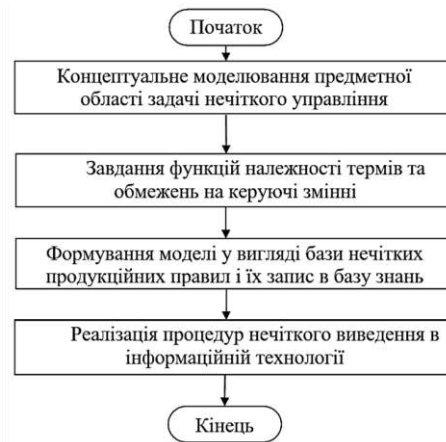 Початок
Концептуальне моделювання предметної
області задачі нечіткого управління
Завдання функцій належності термів та
обмежень на керуючі змінні
Формування моделі у вигляді бази нечітких
продукційних правил і їх запис в базу знань
Реалізація процедур нечіткого виведення в
інформаційній технології
Кінець